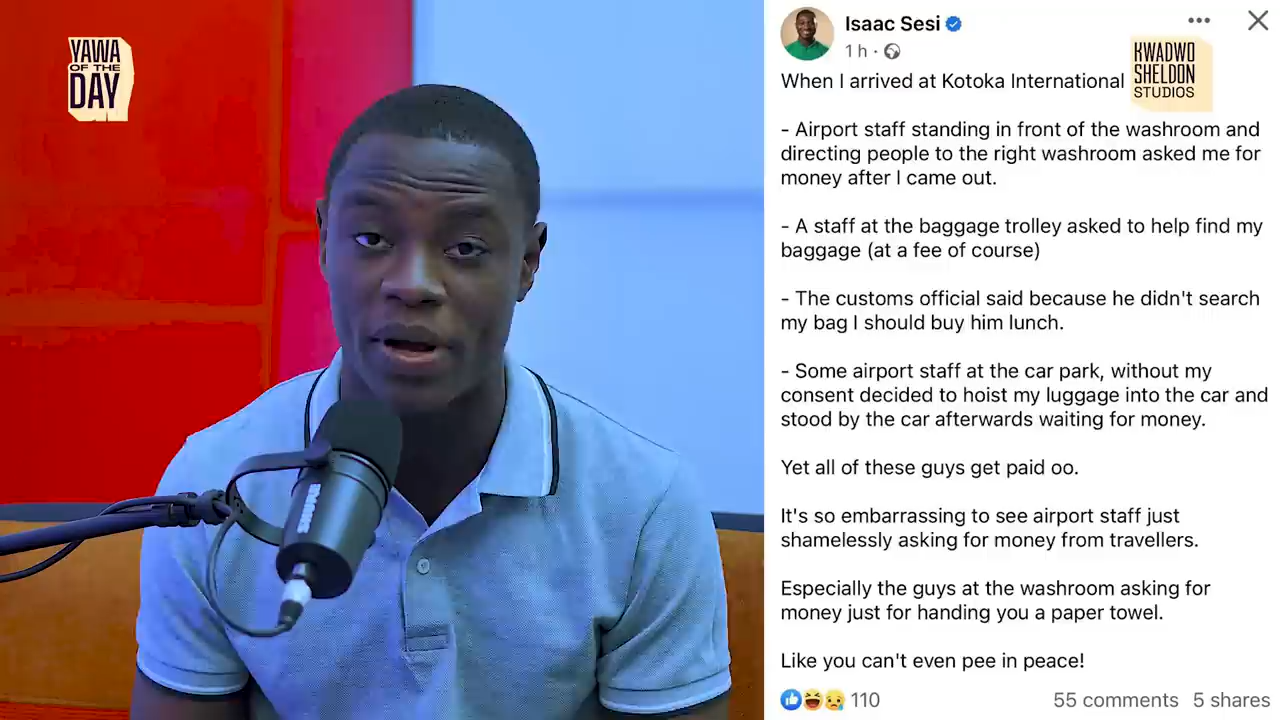 YAWA
OF THE
DAY
Isaac Sesi
1 h ·
KWADWO
SHELDON
STUDIOS
When I arrived at Kotoka International
- Airport staff standing in front of the washroom and
directing people to the right washroom asked me for
money after I came out.
- A staff at the baggage trolley asked to help find my
baggage (at a fee of course)
- The customs official said because he didn't search
my bag I should buy him lunch.
- Some airport staff at the car park, without my
consent decided to hoist my luggage into the car and
stood by the car afterwards waiting for money.
Yet all of these guys get paid oo.
It's so embarrassing to see airport staff just
shamelessly asking for money from travellers.
Especially the guys at the washroom asking for
money just for handing you a paper towel.
Like you can't even pee in peace!
110
55 comments 5 shares
SHURE